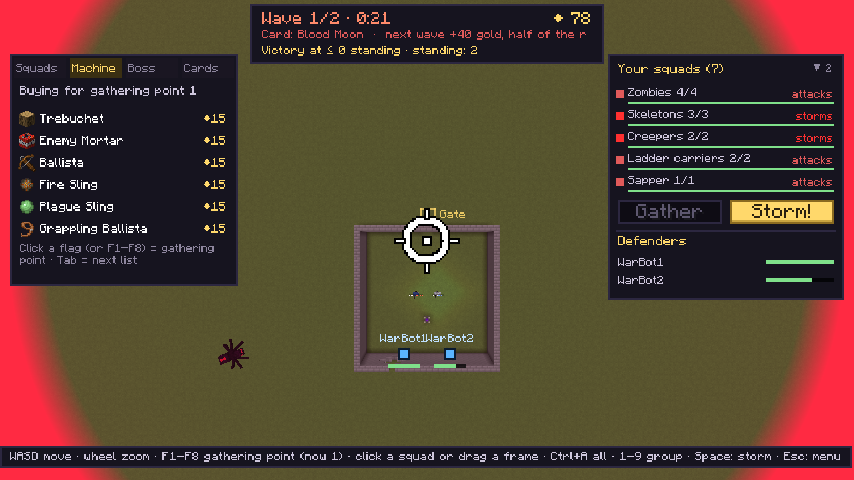 Wave 1/2 · 0:21 ◆ 78
Card: Blood Moon · next wave +40 gold, half of the r
Victory at ≤ 0 standing · standing: 2
Squads Machine Boss Cards
Buying for gathering point 1
Trebuchet ◆15
Enemy Mortar ◆15
Ballista ◆15
Fire Sling ◆15
Plague Sling ◆15
Grappling Ballista ◆15
Click a flag (or F1-F8) = gathering
point · Tab = next list
Your squads (7) ▼ 2
Zombies 4/4 attacks
Skeletons 3/3 storms
Creepers 2/2 storms
Ladder carriers 2/2 attacks
Sapper 1/1 attacks
Gather Storm!
Defenders
WarBot1
WarBot2
Gate
WarBot1WarBot2
WASD move · wheel zoom · F1-F8 gathering point (now 1) · click a squad or drag a frame · Ctrl+A all · 1-9 group · Space: storm · Esc: menu